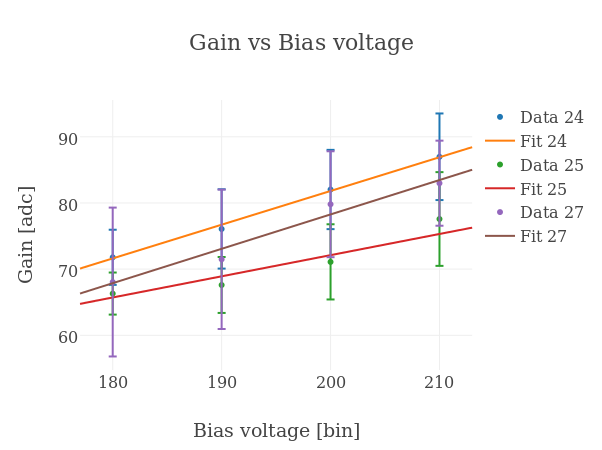 Gain vs Bias voltage
Gain [adc]
90
80
70
60
180
190
200
210
Bias voltage [bin]
Data 24
Fit 24
Data 25
Fit 25
Data 27
Fit 27